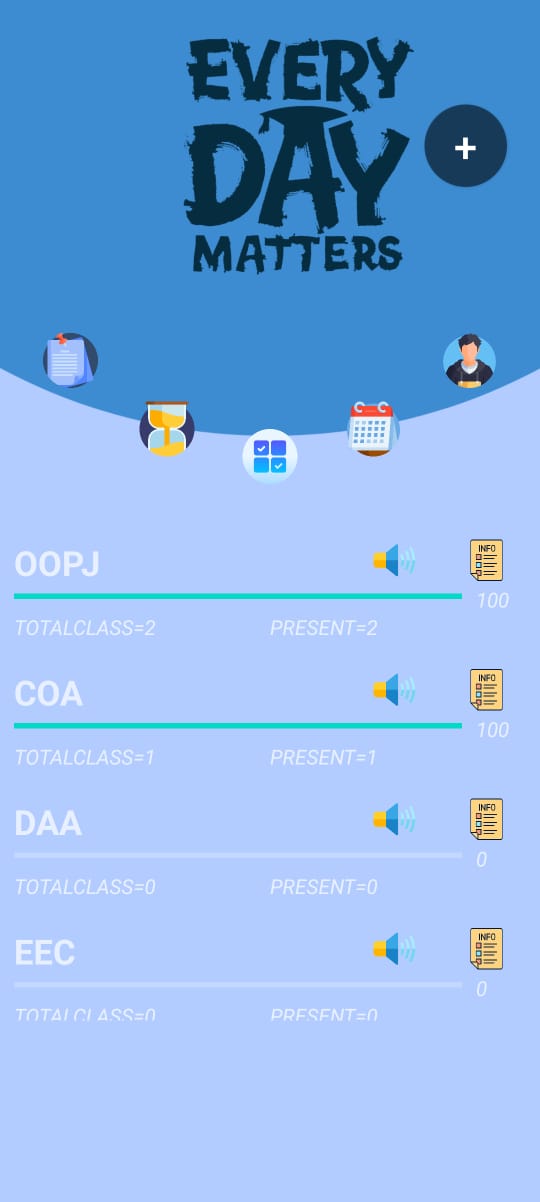 EVERY
DAY
MATTERS
+
OOPJ
INFO
100
TOTALCLASS=2 PRESENT=2
COA
INFO
100
TOTALCLASS=1 PRESENT=1
DAA
INFO
0
TOTALCLASS=0 PRESENT=0
EEC
INFO
0
TOTALCLASS=0 PRESENT=0